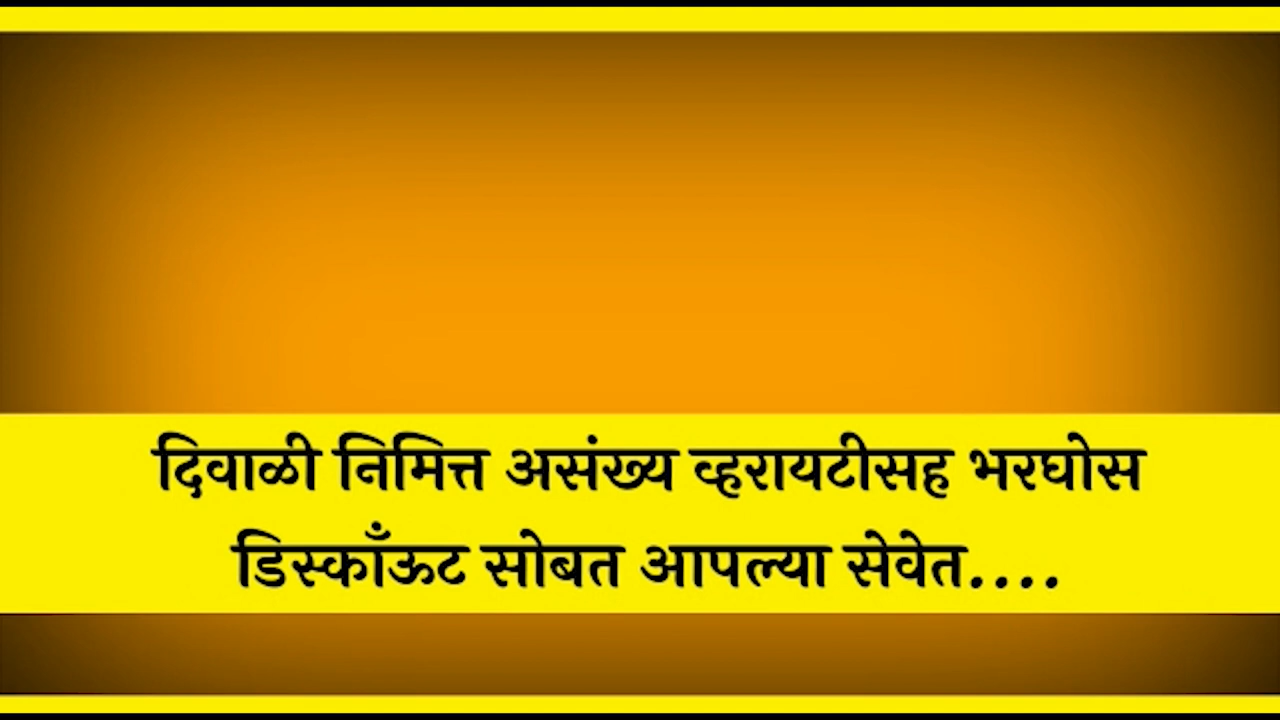 दिवाळी निमित्त असंख्य व्हरायटीसह भरघोस
डिस्काँऊट सोबत आपल्या सेवेत....